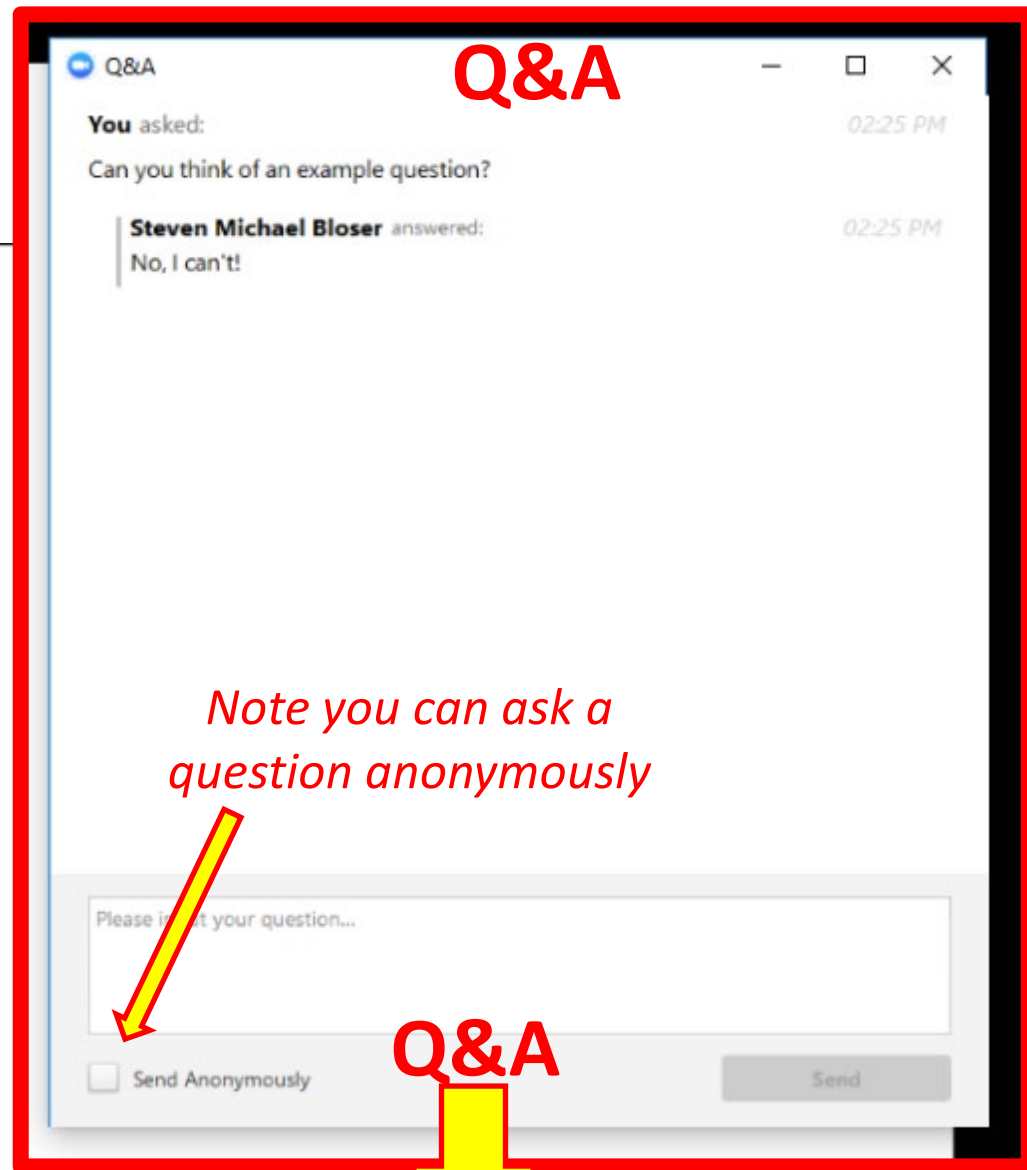 Q&A
Q&A
You asked:
02:25 PM
Can you think of an example question?
Steven Michael Bloser answered:
02:25 PM
No, I can't!
Note you can ask a
question anonymously
Please your question...
Q&A
Send Anonymously
Send